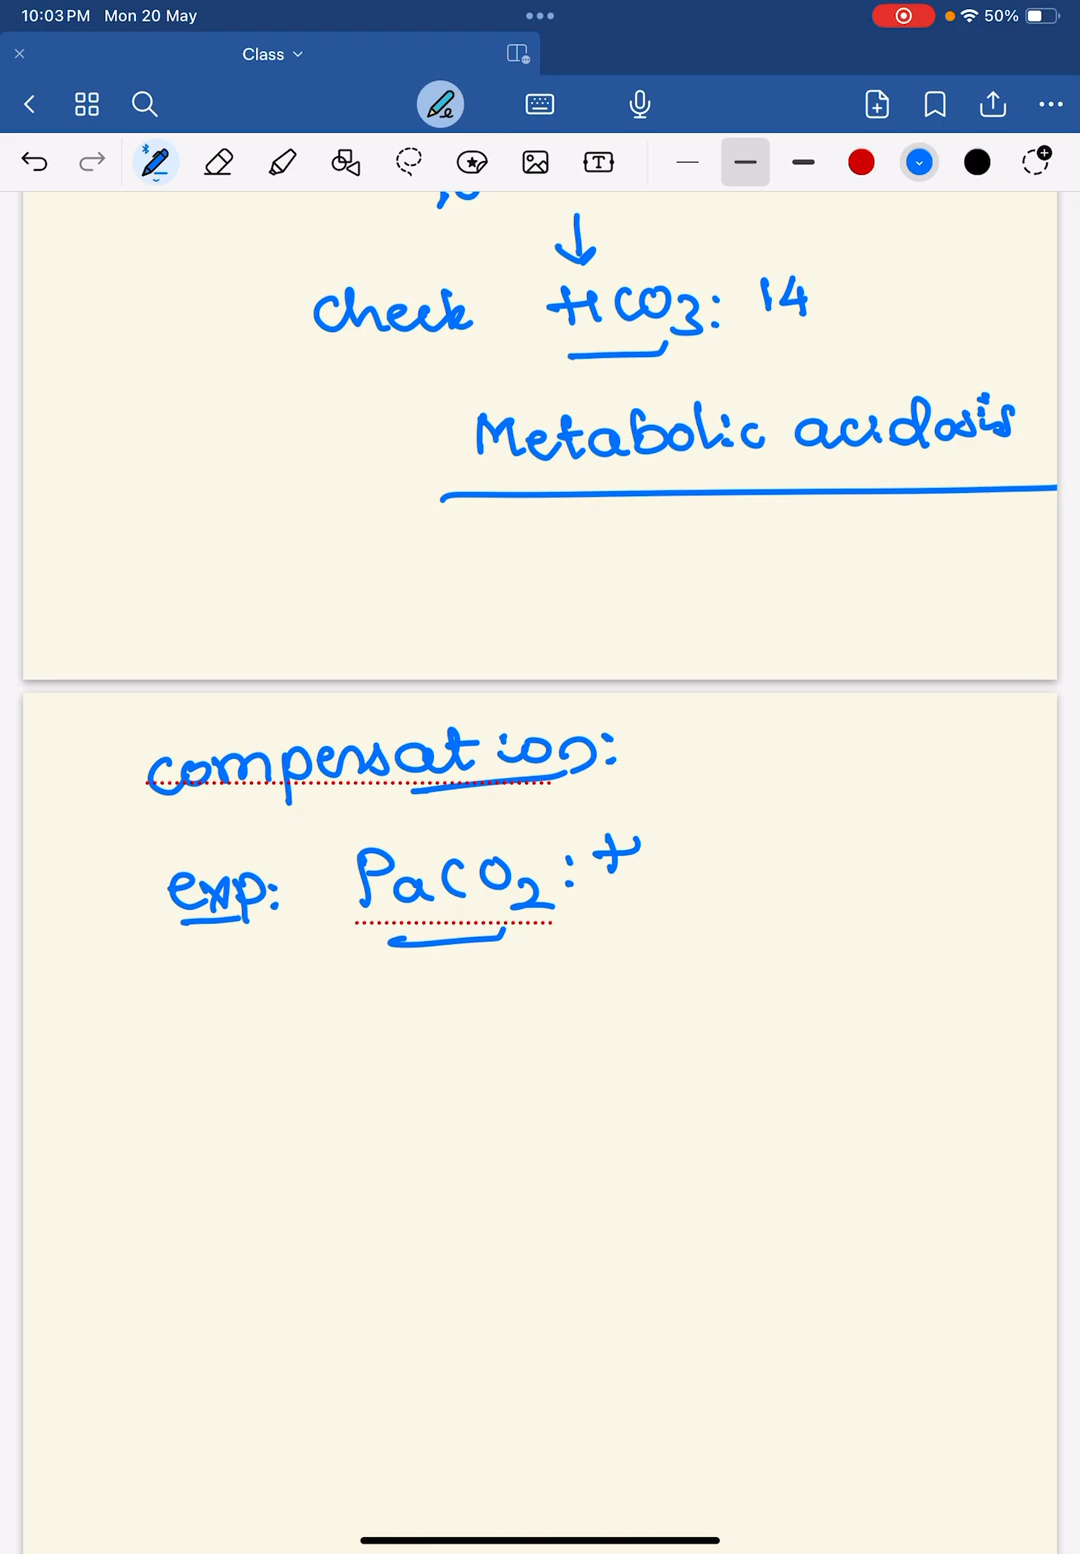 10:03 PM Mon 20 May
50%
Class
T
check HCO3: 14
Metabolic acidosis
compensation:
exp: PaCO2: +